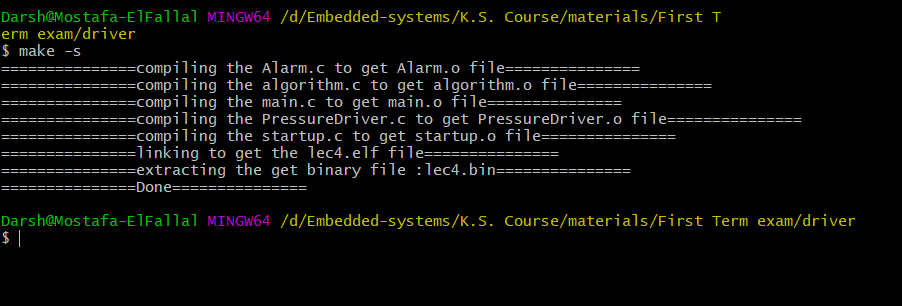 Darsh@Mostafa-ElFallal MINGW64 /d/Embedded-systems/K.S. Course/materials/First T
erm exam/driver
$ make -s
===============compiling the Alarm.c to get Alarm.o file===============
===============compiling the algorithm.c to get algorithm.o file===============
===============compiling the main.c to get main.o file===============
===============compiling the PressureDriver.c to get PressureDriver.o file===============
===============compiling the startup.c to get startup.o file===============
===============linking to get the lec4.elf file===============
===============extracting the get binary file :lec4.bin===============
===============Done===============
Darsh@Mostafa-ElFallal MINGW64 /d/Embedded-systems/K.S. Course/materials/First Term exam/driver
$